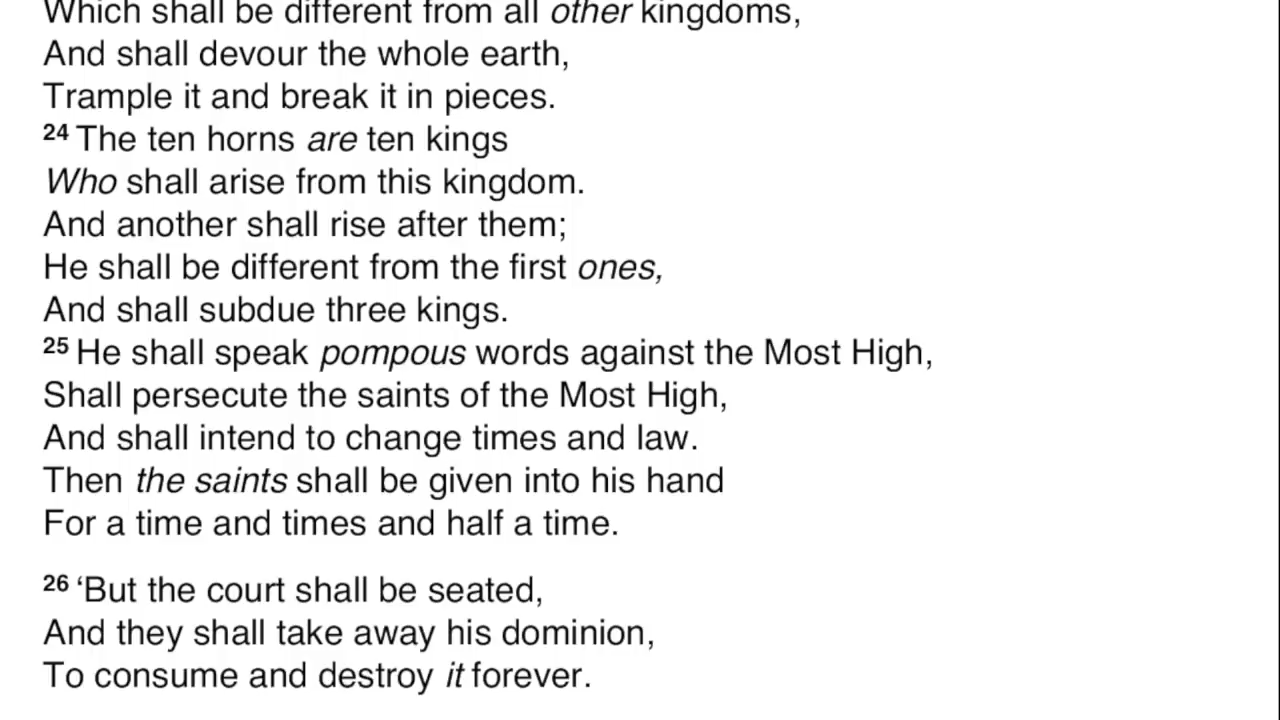 Which shall be different from all other kingdoms,
And shall devour the whole earth,
Trample it and break it in pieces.
24 The ten horns are ten kings
Who shall arise from this kingdom.
And another shall rise after them;
He shall be different from the first ones,
And shall subdue three kings.
25 He shall speak pompous words against the Most High,
Shall persecute the saints of the Most High,
And shall intend to change times and law.
Then the saints shall be given into his hand
For a time and times and half a time.
26 ‘But the court shall be seated,
And they shall take away his dominion,
To consume and destroy it forever.